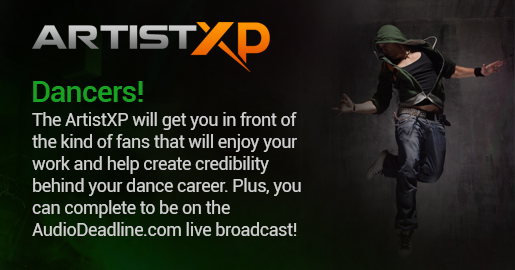 ARTISTXP
Dancers!
The ArtistXP will get you in front of
the kind of fans that will enjoy your
work and help create credibility
behind your dance career. Plus, you
can complete to be on the
AudioDeadline.com live broadcast!